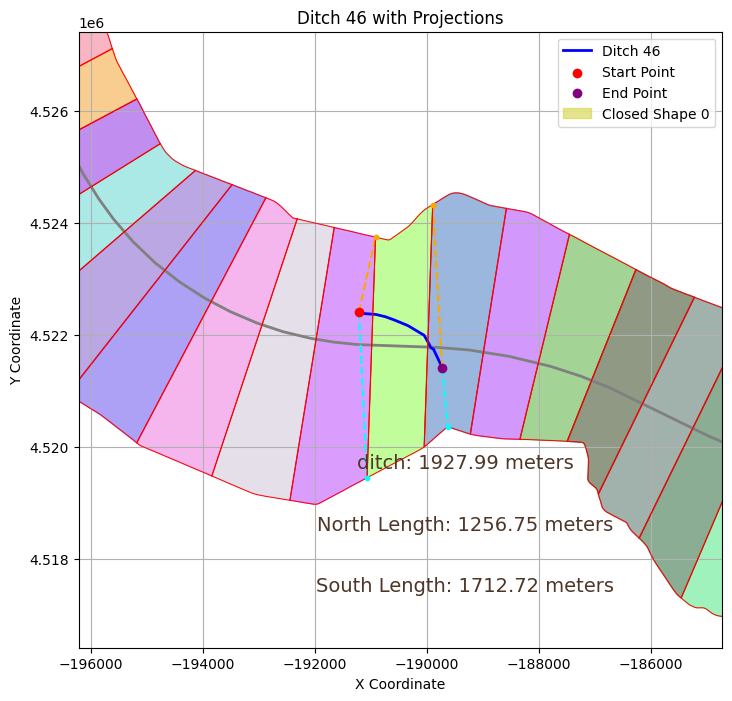 Ditch 46 with Projections
1e6
Ditch 46
Start Point
End Point
Closed Shape 0
4.526
4.524
4.522
4.520
4.518
Y Coordinate
ditch: 1927.99 meters
North Length: 1256.75 meters
South Length: 1712.72 meters
−196000 −194000 −192000 −190000 −188000 −186000
X Coordinate